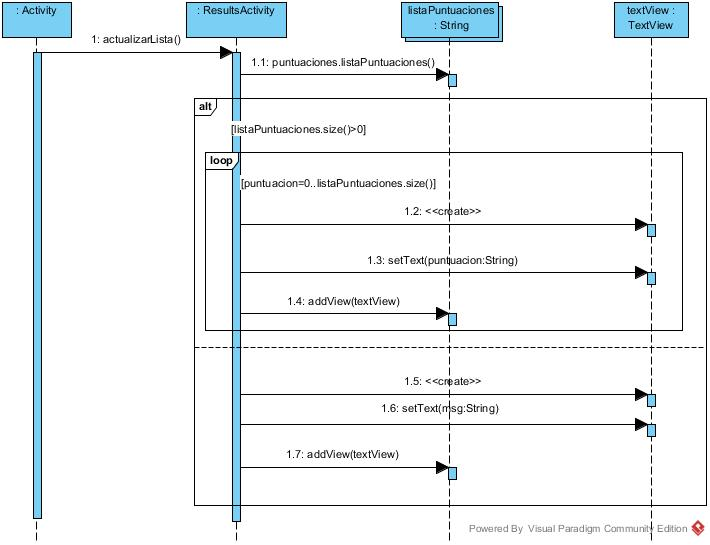 : Activity
: ResultsActivity
listaPuntuaciones
: String
textView :
TextView
1: actualizarLista()
1.1: puntuaciones.listaPuntuaciones()
alt
[listaPuntuaciones.size()>0]
loop
[puntuacion=0..listaPuntuaciones.size()]
1.2: <<create>>
1.3: setText(puntuacion:String)
1.4: addView(textView)
1.5: <<create>>
1.6: setText(msg:String)
1.7: addView(textView)
Powered By Visual Paradigm Community Edition